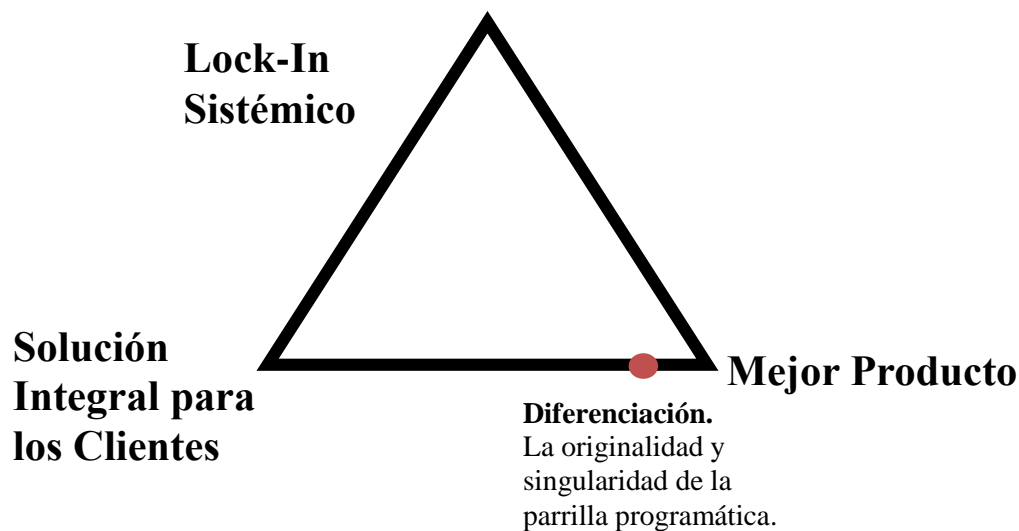 Lock-In
Sistémico
Solución
Integral para
los Clientes
Mejor Producto
Diferenciación.
La originalidad y
singularidad de la
parrilla programática.